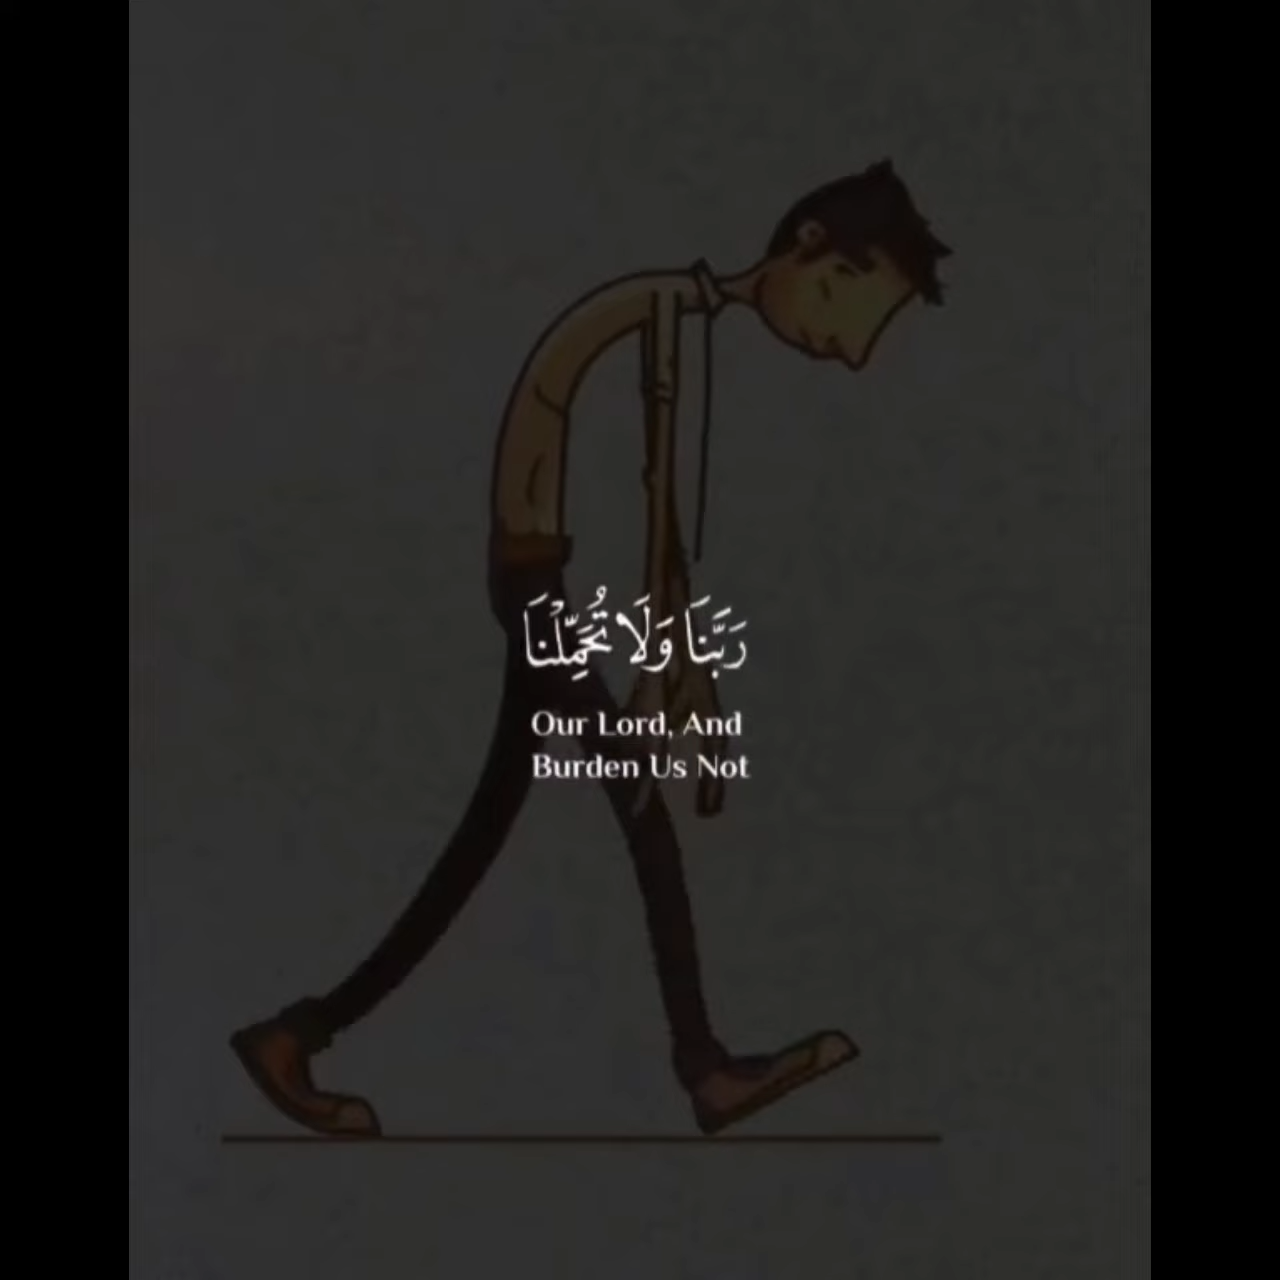 رَبَّنَا وَلَا تُحَمِّلْنَا
Our Lord, And
Burden Us Not